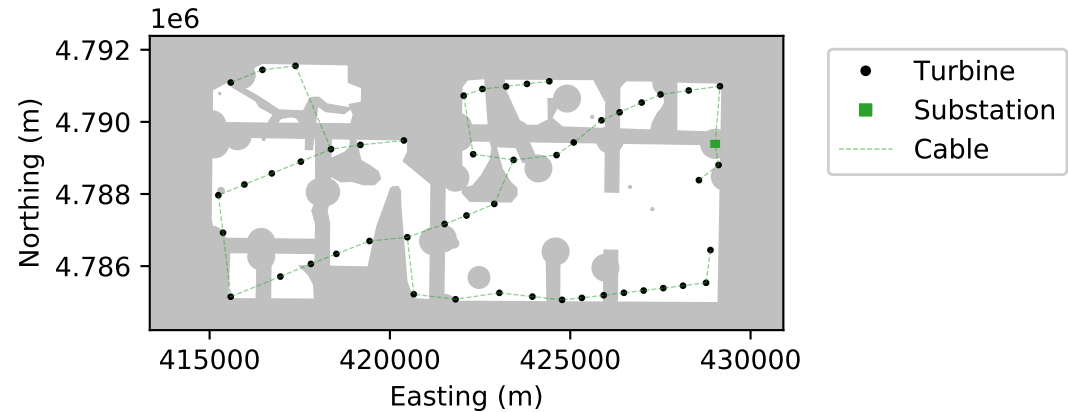 1e6
4.792
4.790
4.788
4.786
Northing (m)
415000 420000 425000 430000
Easting (m)
Turbine
Substation
Cable